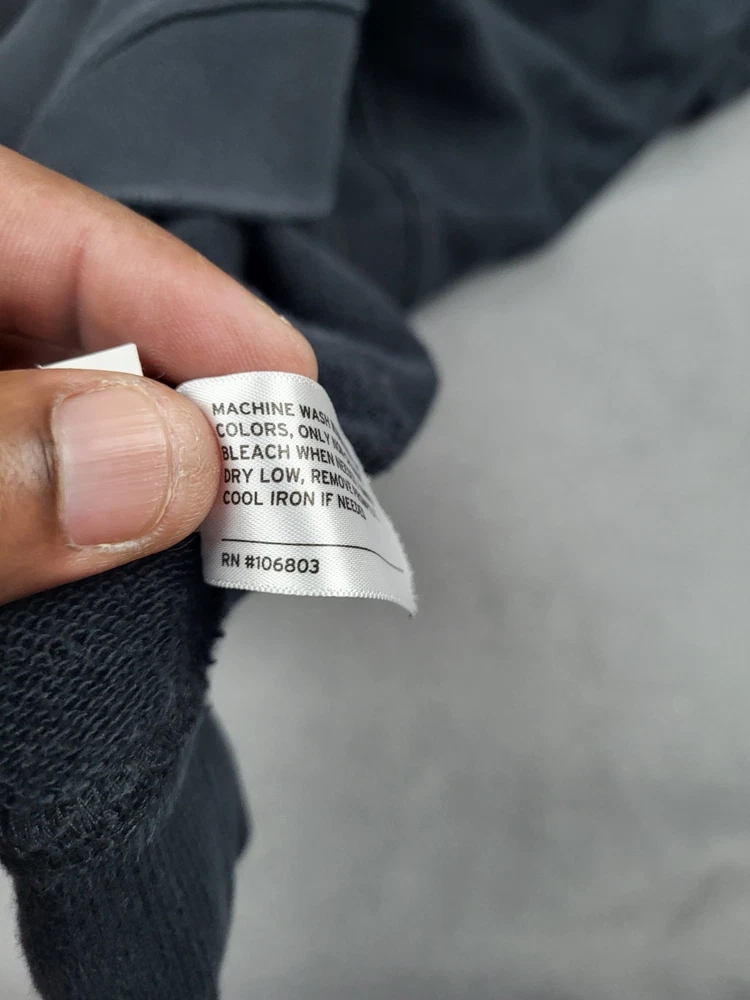 MACHINE WASH
COLORS, ONLY
BLEACH WHEN
DRY LOW, REMOVE
COOL IRON IF NEEDED
RN #106803